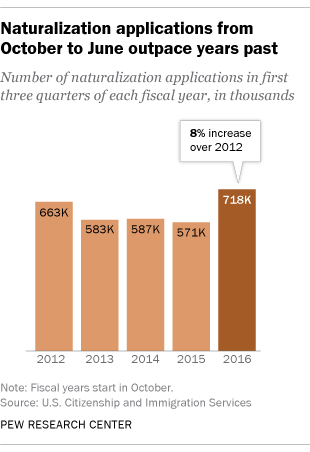 Naturalization applications from
October to June outpace years past
Number of naturalization applications in first
three quarters of each fiscal year, in thousands
8% increase
over 2012
663K
583K
587K
571K
718K
2012
2013
2014
2015
2016
Note: Fiscal years start in October.
Source: U.S. Citizenship and Immigration Services
PEW RESEARCH CENTER